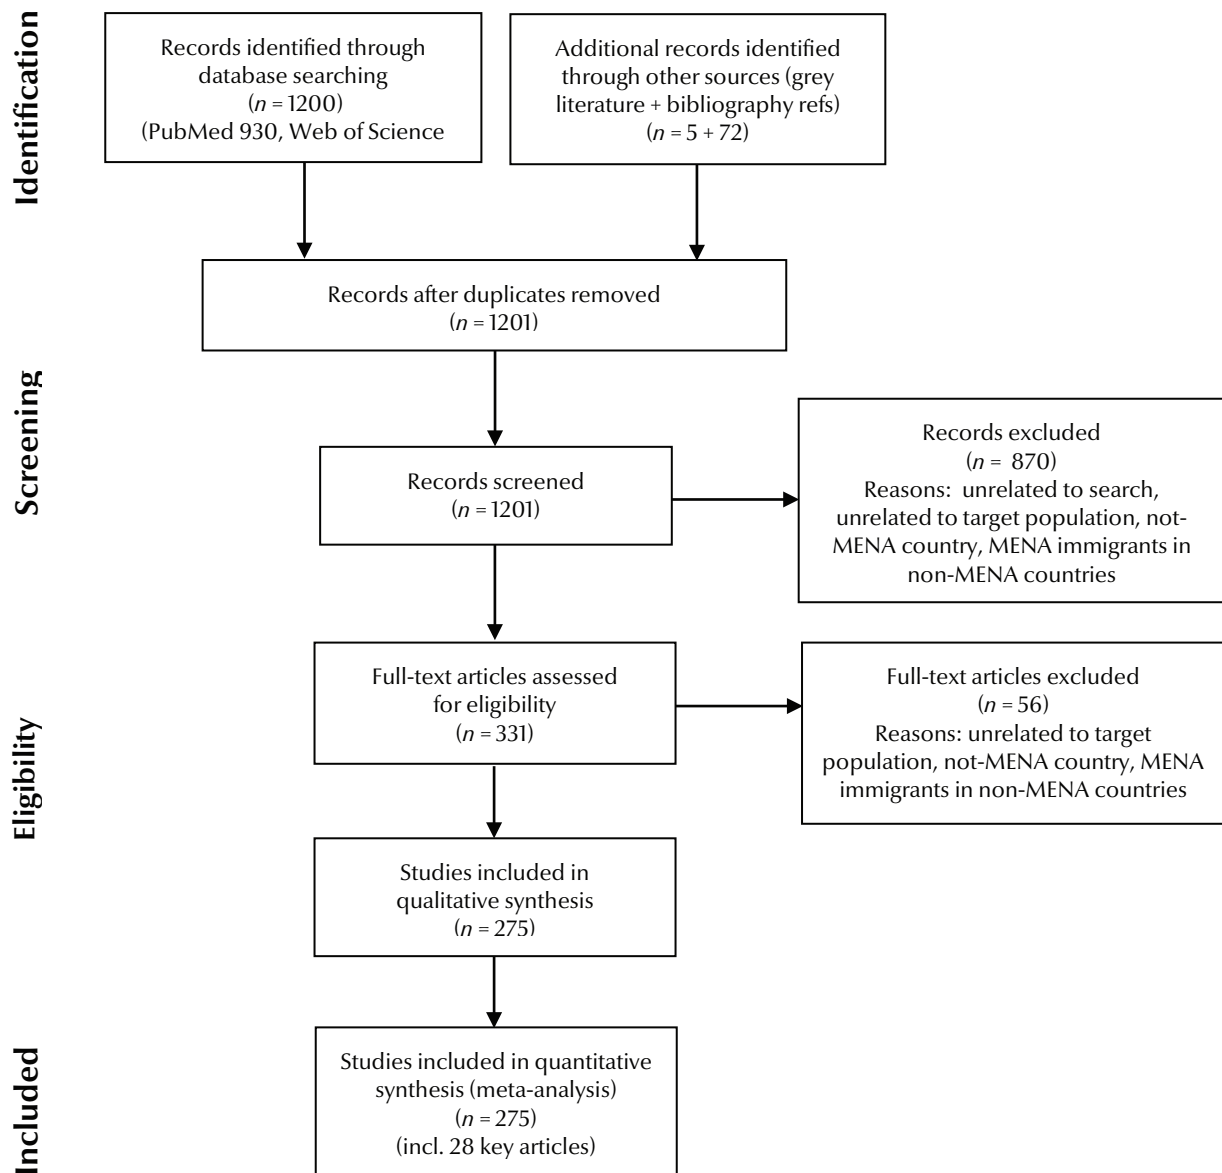 Identification
Records identified through
database searching
(n = 1200)
(PubMed 930, Web of Science
Additional records identified
through other sources (grey
literature + bibliography refs)
(n = 5 + 72)
Records after duplicates removed
(n = 1201)
Screening
Records screened
(n = 1201)
Records excluded
(n = 870)
Reasons: unrelated to search,
unrelated to target population, not-
MENA country, MENA immigrants in
non-MENA countries
Eligibility
Full-text articles assessed
for eligibility
(n = 331)
Full-text articles excluded
(n = 56)
Reasons: unrelated to target
population, not-MENA country, MENA
immigrants in non-MENA countries
Studies included in
qualitative synthesis
(n = 275)
Included
Studies included in quantitative
synthesis (meta-analysis)
(n = 275)
(incl. 28 key articles)